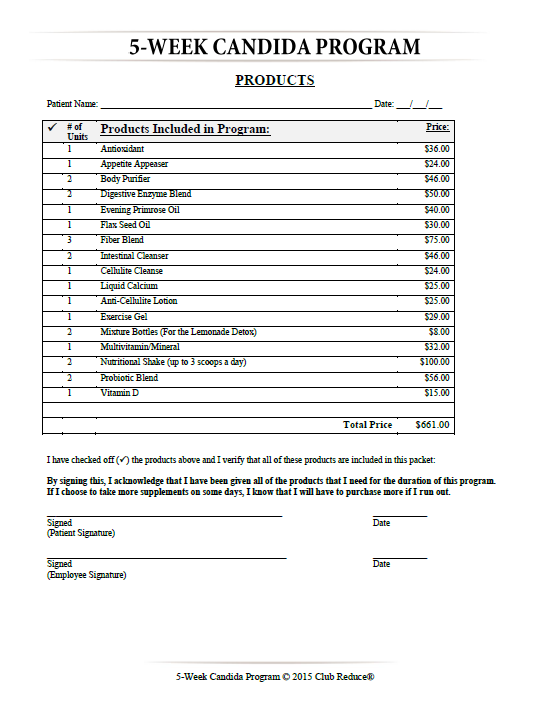 5-WEEK CANDIDA PROGRAM
PRODUCTS
Patient Name: ______________________________ Date: ___/___/___
✓ # of Units Products Included in Program: Price:
1 Antioxidant $36.00
1 Appetite Appeaser $24.00
2 Body Purifier $46.00
2 Digestive Enzyme Blend $50.00
1 Evening Primrose Oil $40.00
1 Flax Seed Oil $30.00
3 Fiber Blend $75.00
2 Intestinal Cleanser $46.00
1 Cellulite Cleanse $24.00
1 Liquid Calcium $25.00
1 Anti-Cellulite Lotion $25.00
1 Exercise Gel $29.00
2 Mixture Bottles (For the Lemonade Detox) $8.00
1 Multivitamin/Mineral $32.00
2 Nutritional Shake (up to 3 scoops a day) $100.00
2 Probiotic Blend $56.00
1 Vitamin D $15.00
Total Price $661.00
I have checked off (✓) the products above and I verify that all of these products are included in this packet:
By signing this, I acknowledge that I have been given all of the products that I need for the duration of this program.
If I choose to take more supplements on some days, I know that I will have to purchase more if I run out.
Signed Date
(Patient Signature)
Signed Date
(Employee Signature)
5-Week Candida Program © 2015 Club Reduce®